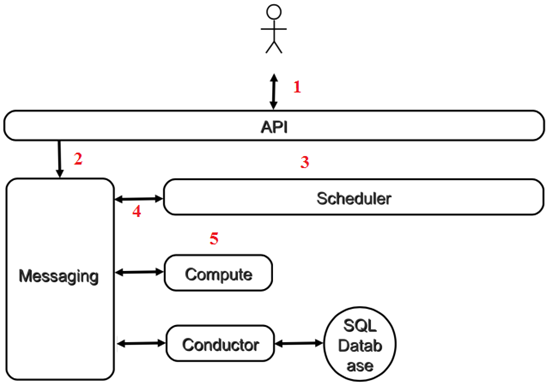 1
API
2
3
Scheduler
4
5
Messaging
Compute
Conductor
SQL
Datab
ase